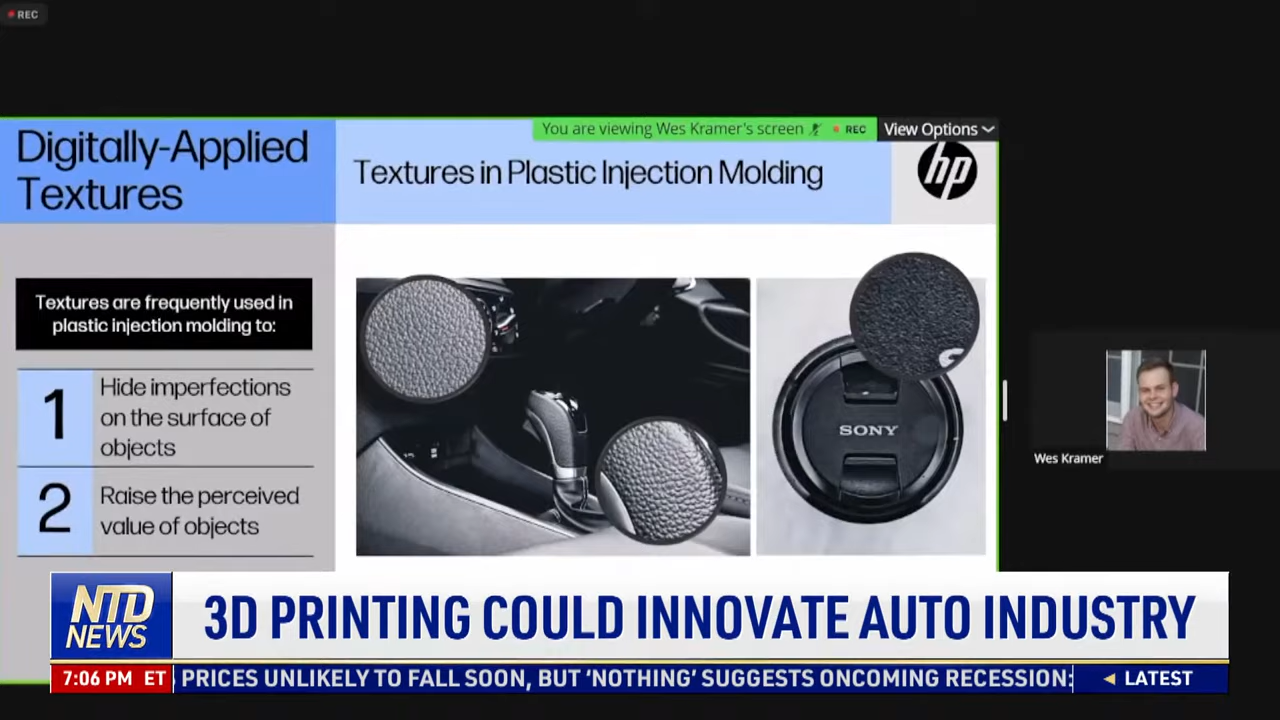 REC
You are viewing Wes Kramer's screen
REC
View Options
Digitally-Applied
Textures
Textures in Plastic Injection Molding
hp
Textures are frequently used in
plastic injection molding to:
1
Hide imperfections
on the surface of
objects
2
Raise the perceived
value of objects
SONY
Wes Kramer
NTD
NEWS
3D PRINTING COULD INNOVATE AUTO INDUSTRY
7:06 PM ET
PRICES UNLIKELY TO FALL SOON, BUT ‘NOTHING’ SUGGESTS ONCOMING RECESSION:
LATEST